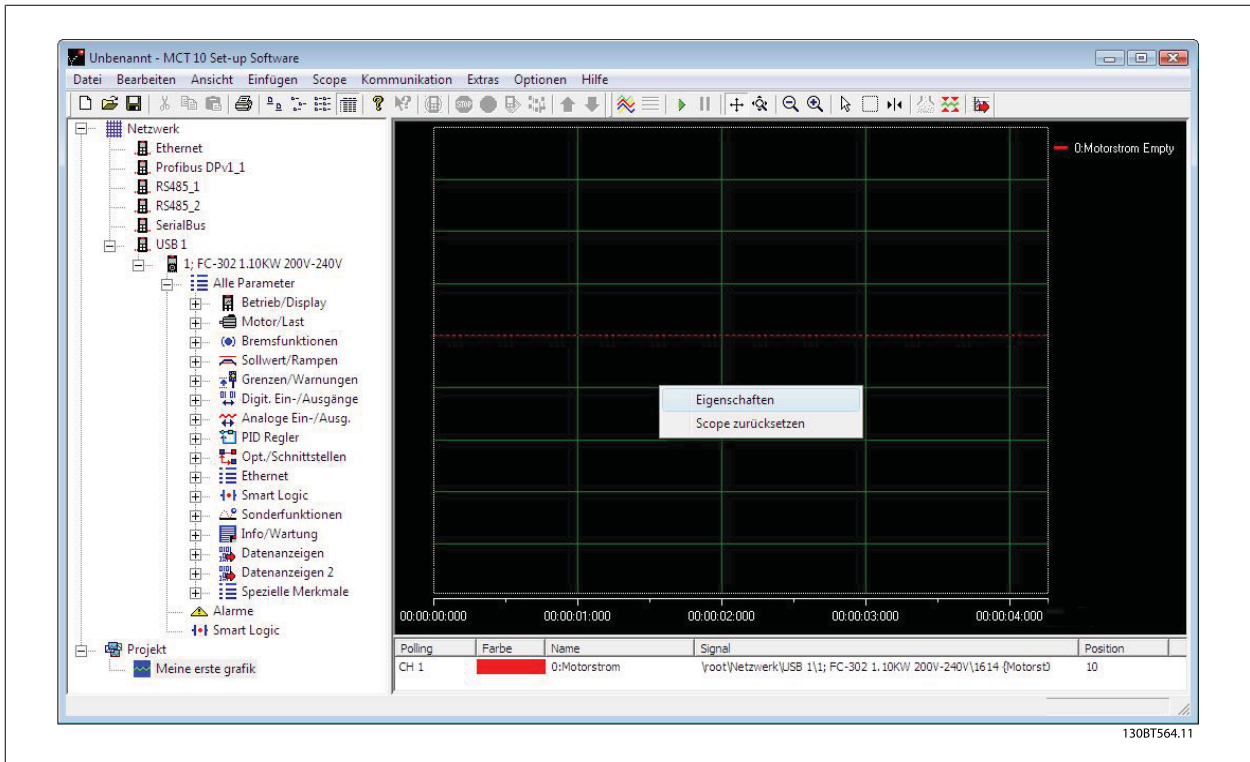 Unbenannt - MCT 10 Set-up Software
Datei Bearbeiten Ansicht Einfügen Scope Kommunikation Extras Optionen Hilfe
Netzwerk
Ethernet
Profibus DPv1_1
RS485_1
RS485_2
SerialBus
USB 1
1; FC-302 1.10KW 200V-240V
Alle Parameter
Betrieb/Display
Motor/Last
Bremsfunktionen
Sollwert/Rampen
Grenzen/Warnungen
Digit. Ein-/Ausgänge
Analoge Ein-/Ausg.
PID Regler
Opt./Schnittstellen
Ethernet
Smart Logic
Sonderfunktionen
Info/Wartung
Datenanzeigen
Datenanzeigen 2
Spezielle Merkmale
Alarme
Smart Logic
Projekt
Meine erste grafik
0:Motorstrom Empty
Eigenschaften
Scope zurücksetzen
00:00:00:000 00:00:01:000 00:00:02:000 00:00:03:000 00:00:04:000
Polling Farbe Name Signal Position
CH 1 0:Motorstrom \root\Netzwerk\USB 1\1; FC-302 1.10KW 200V-240V\1614 {Motorst} 10
130BT564.11